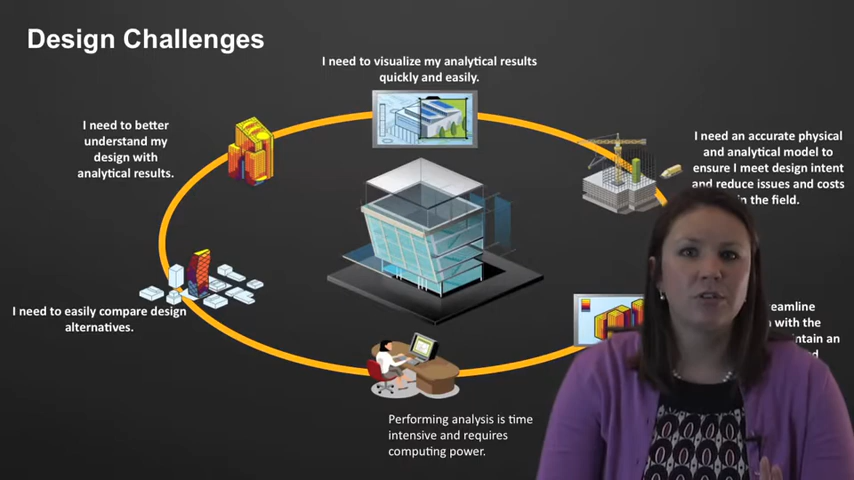 Design Challenges
I need to visualize my analytical results
quickly and easily.
I need to better
understand my
design with
analytical results.
I need an accurate physical
and analytical model to
ensure I meet design intent
and reduce issues and costs
in the field.
I need to easily compare design
alternatives.
with the
Performing analysis is time
intensive and requires
computing power.